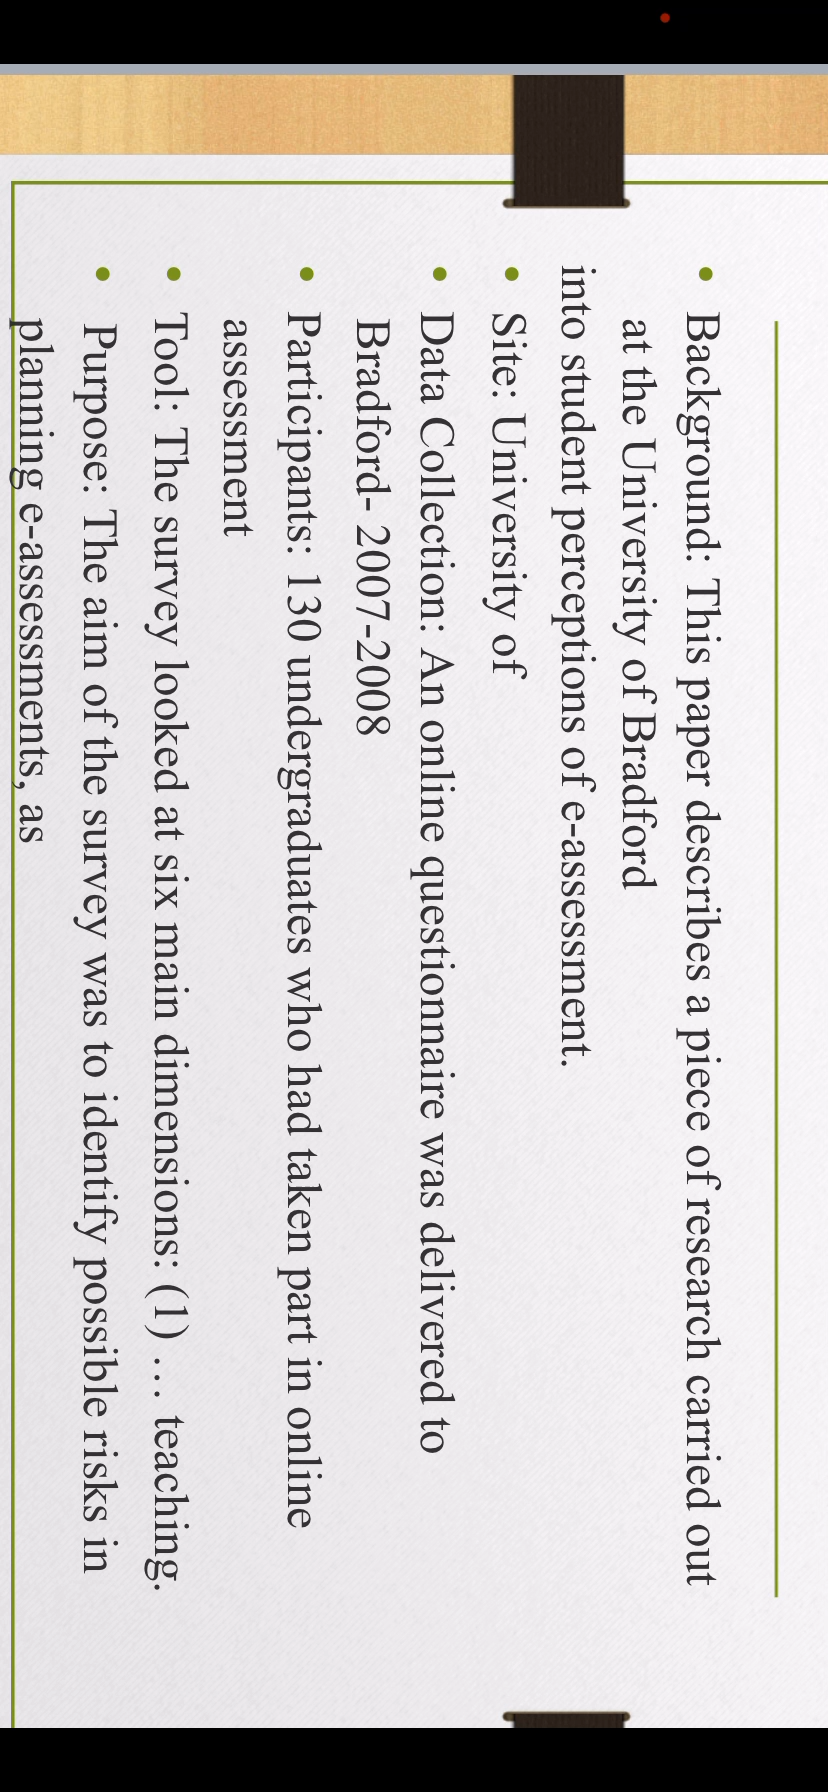 Background: This paper describes a piece of research carried out
at the University of Bradford
into student perceptions of e-assessment.
Site: University of
Data Collection: An online questionnaire was delivered to
Bradford- 2007-2008
Participants: 130 undergraduates who had taken part in online
assessment
Tool: The survey looked at six main dimensions: (1) … teaching.
Purpose: The aim of the survey was to identify possible risks in
planning e-assessments, as